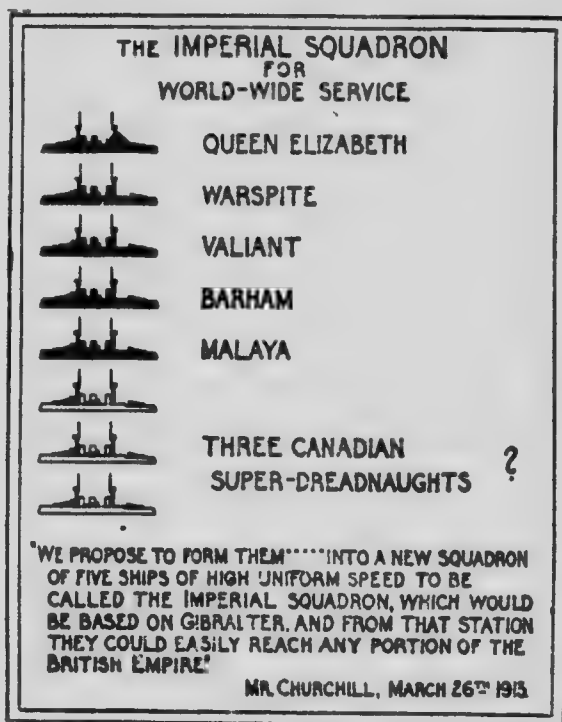 THE IMPERIAL SQUADRON
FOR
WORLD-WIDE SERVICE
QUEEN ELIZABETH
WARSPITE
VALIANT
BARHAM
MALAYA
THREE CANADIAN
SUPER-DREADNAUGHTS ?
"WE PROPOSE TO FORM THEM ····· INTO A NEW SQUADRON
OF FIVE SHIPS OF HIGH UNIFORM SPEED TO BE
CALLED THE IMPERIAL SQUADRON, WHICH WOULD
BE BASED ON GIBRALTER, AND FROM THAT STATION
THEY COULD EASILY REACH ANY PORTION OF THE
BRITISH EMPIRE."
MR. CHURCHILL, MARCH 26TH 1913.